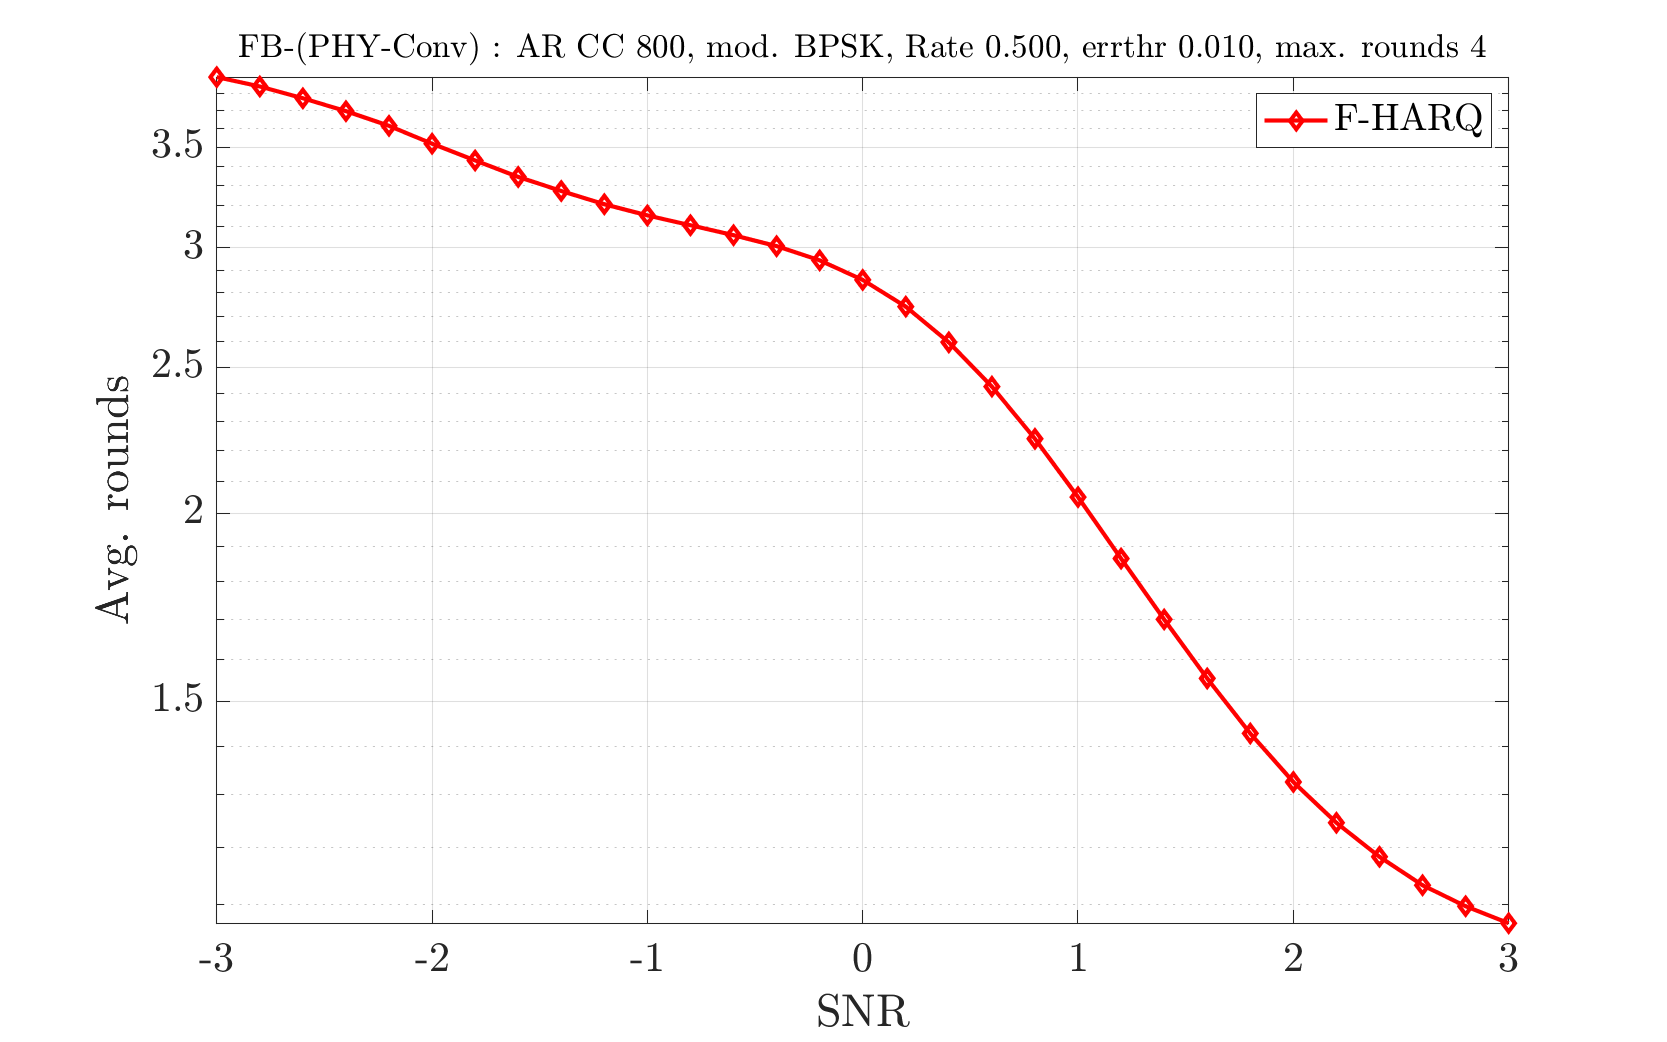 FB-(PHY-Conv) : AR CC 800, mod. BPSK, Rate 0.500, errthr 0.010, max. rounds 4
F-HARQ
3.5
3
2.5
2
1.5
Avg. rounds
-3 -2 -1 0 1 2 3
SNR